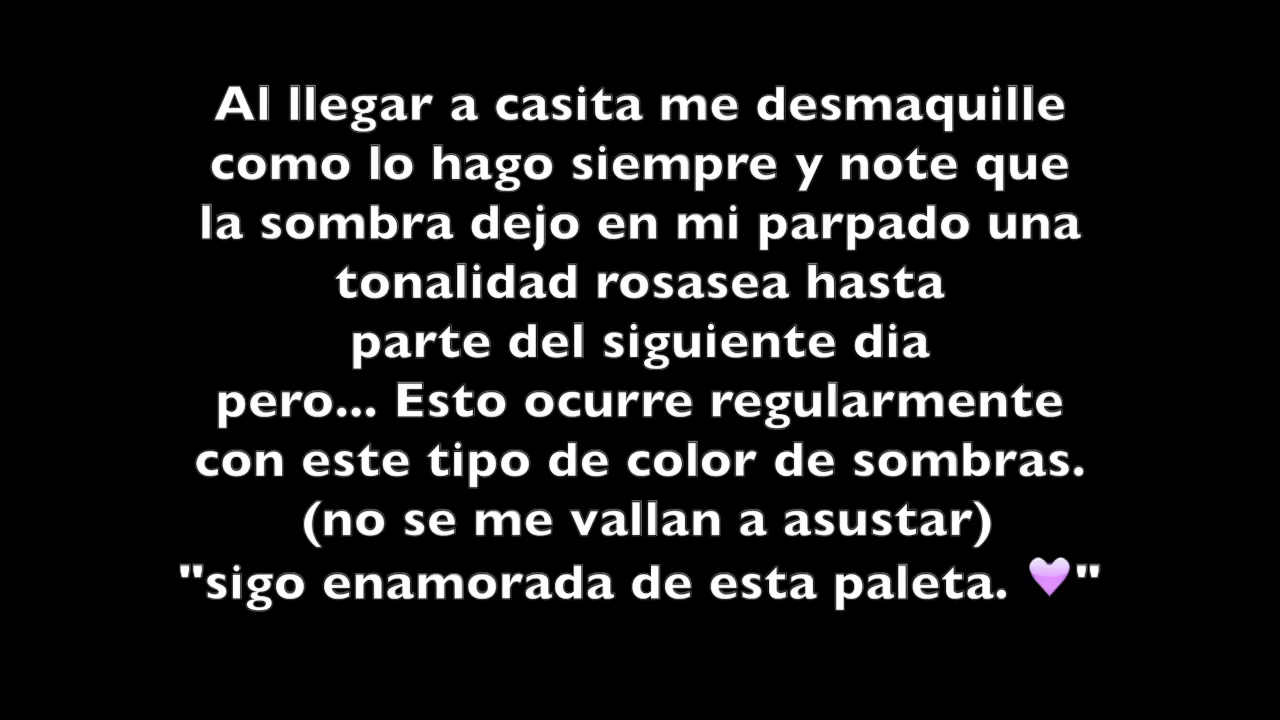 Al llegar a casita me desmaquille
como lo hago siempre y note que
la sombra dejo en mi parpado una
tonalidad rosasea hasta
parte del siguiente dia
pero... Esto ocurre regularmente
con este tipo de color de sombras.
(no se me vallan a asustar)
"sigo enamorada de esta paleta. 💜"